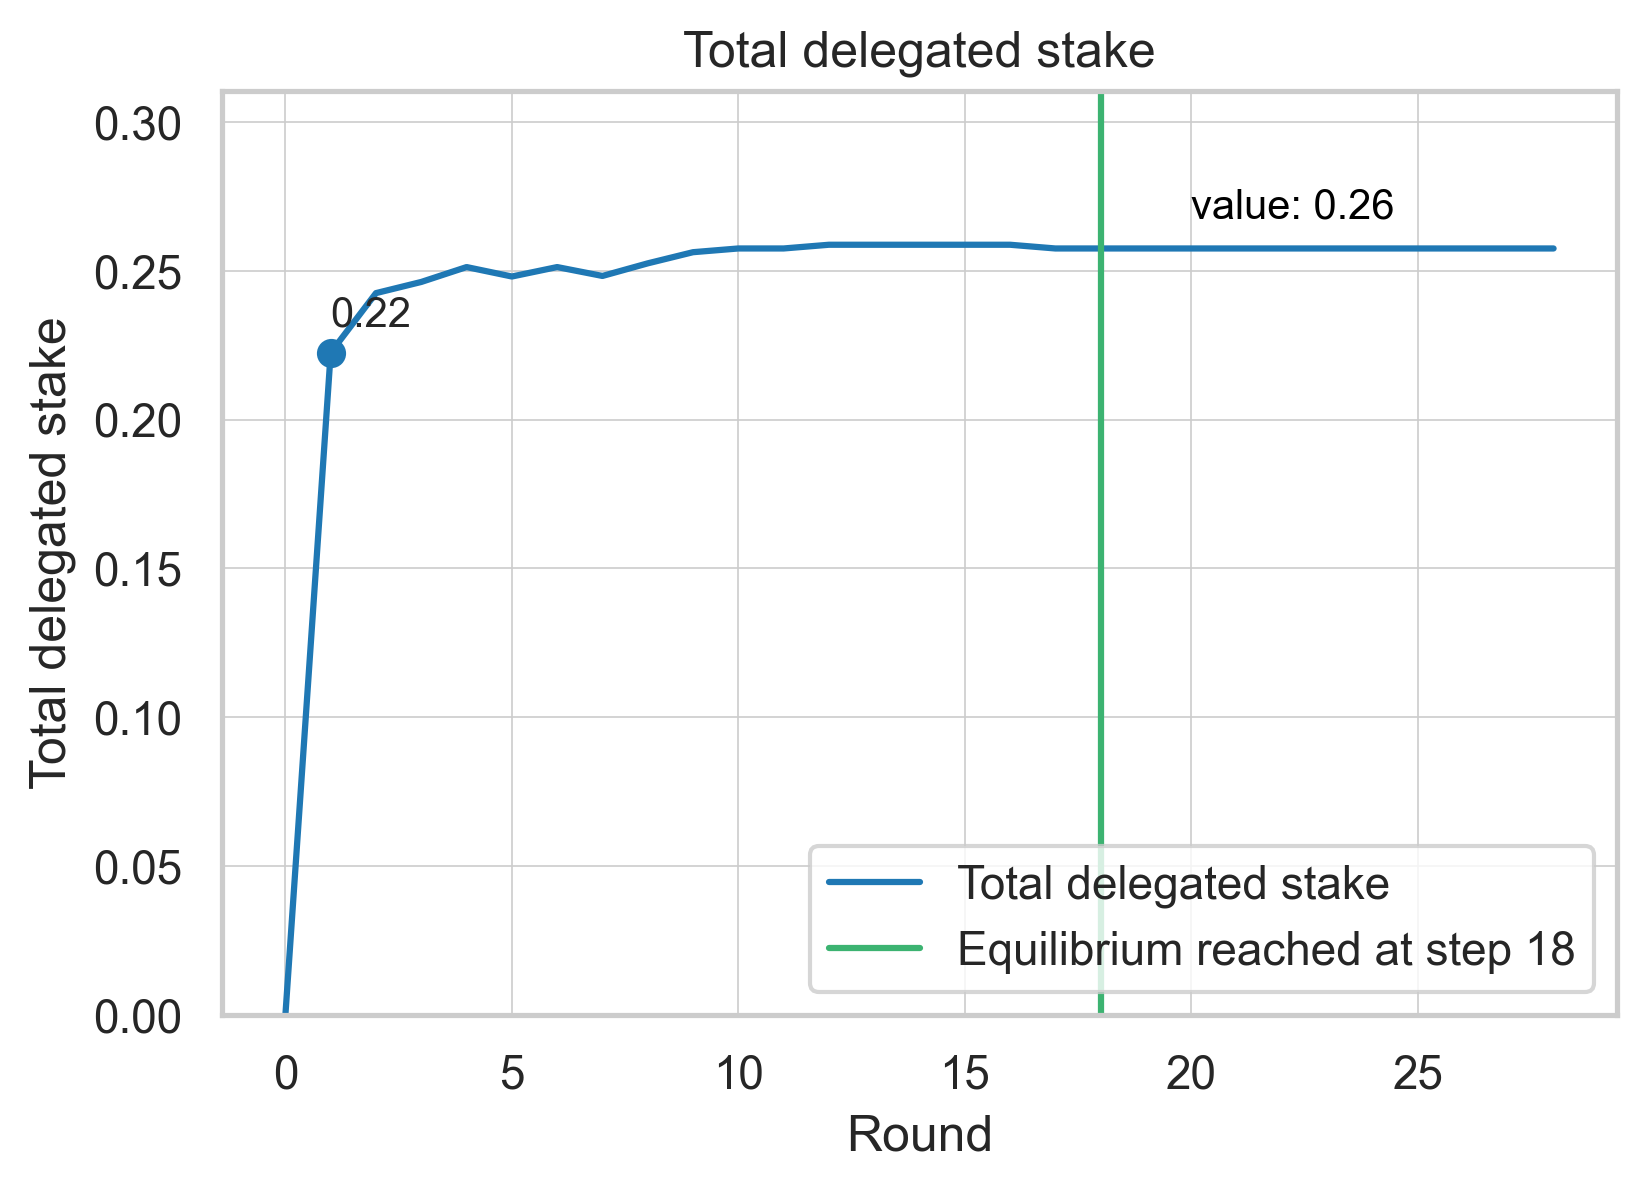 Total delegated stake
0.30
0.25
0.20
0.15
0.10
0.05
0.00
Total delegated stake
value: 0.26
0.22
Total delegated stake
Equilibrium reached at step 18
0 5 10 15 20 25
Round